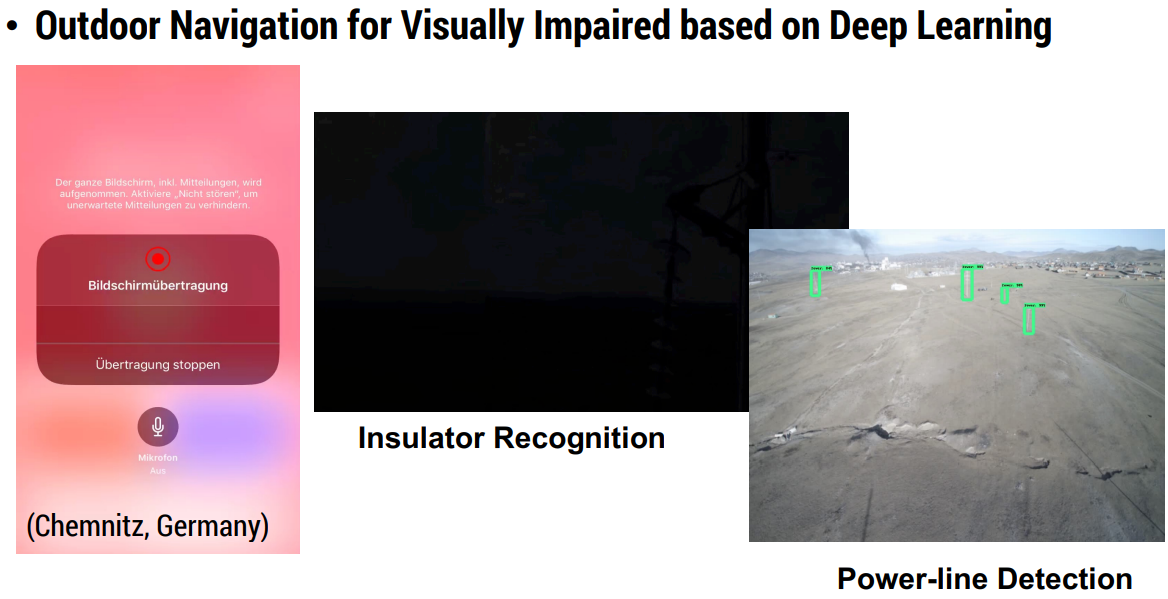 • Outdoor Navigation for Visually Impaired based on Deep Learning
Der ganze Bildschirm, inkl. Mitteilungen, wird
aufgenommen. Aktiviere „Nicht stören“, um
unerwartete Mitteilungen zu verhindern.
Bildschirmübertragung
Übertragung stoppen
Mikrofon
Aus
(Chemnitz, Germany)
Insulator Recognition
Power-line Detection